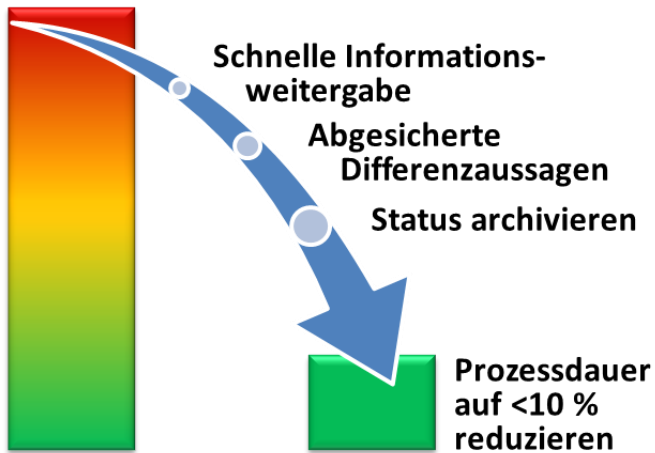 Schnelle Informations-
weitergabe
Abgesicherte
Differenzaussagen
Status archivieren
Prozessdauer
auf <10 %
reduzieren